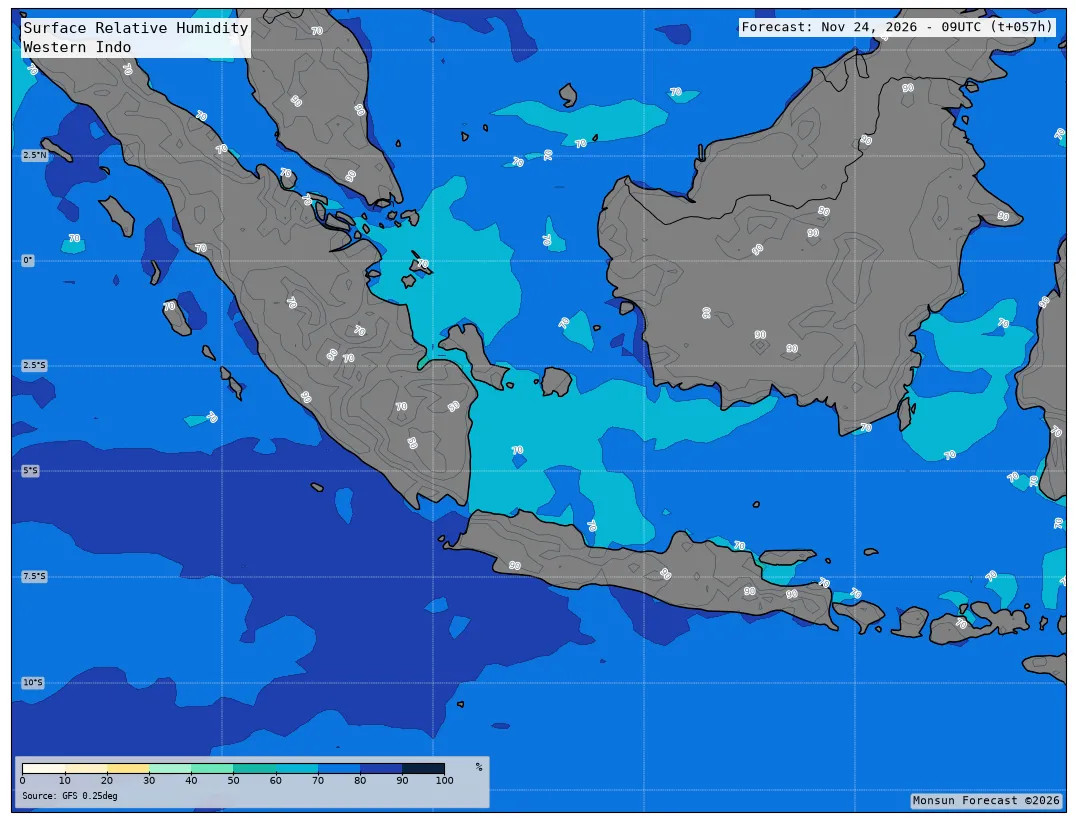 Surface Relative Humidity
Western Indo
Forecast: Nov 24, 2026 - 09UTC (t+057h)
2.5°N
0°
2.5°S
5°S
7.5°S
10°S
0 10 20 30 40 50 60 70 80 90 100 %
Source: GFS 0.25deg
Monsun Forecast ©2026